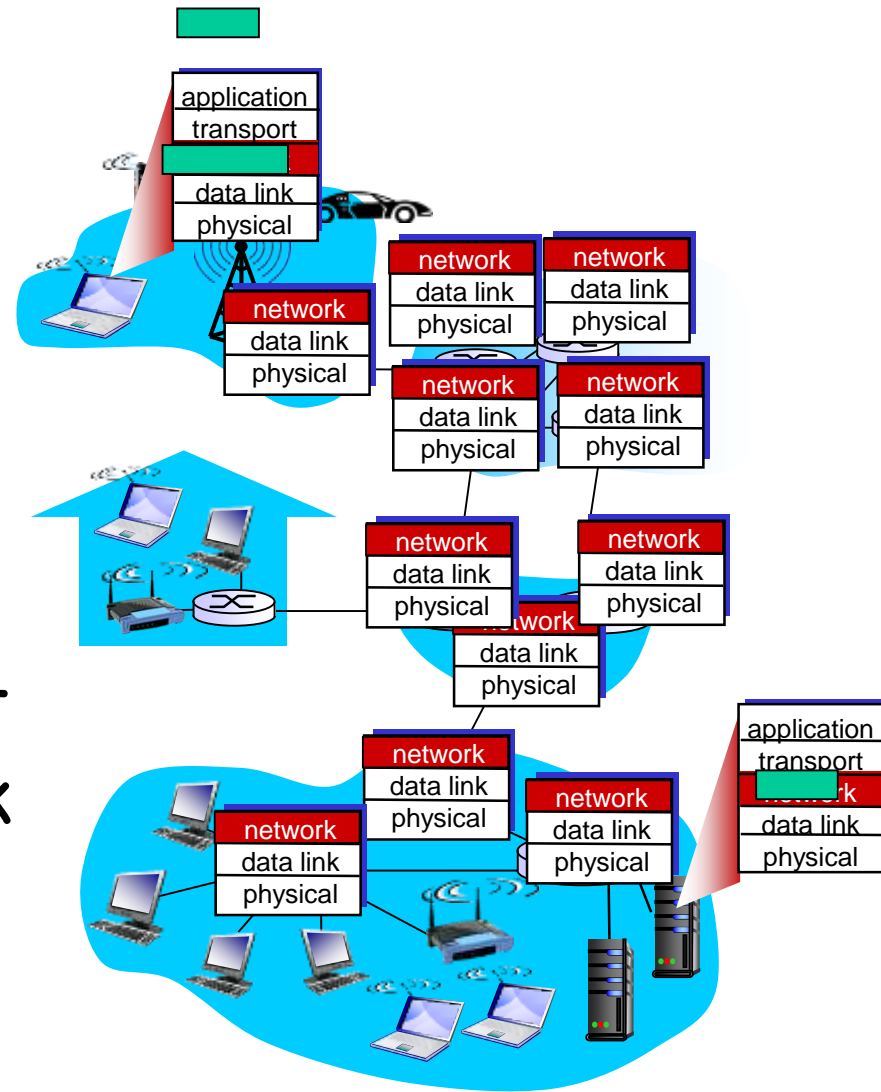 application
transport
data link
physical
network
data link
physical
network
data link
physical
network
data link
physical
network
data link
physical
network
data link
physical
network
data link
physical
network
data link
physical
network
data link
physical
network
data link
physical
network
data link
physical
network
data link
physical
application
transport
data link
physical